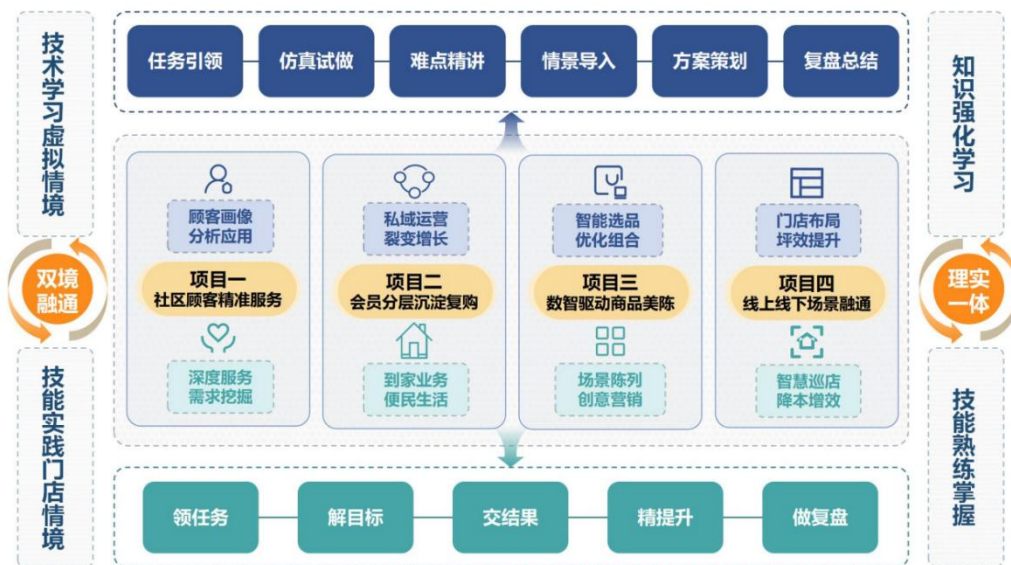 技术学习虚拟情境
双境
融通
技能实践门店情境
任务引领
仿真试做
难点精讲
情景导入
方案策划
复盘总结
顾客画像
分析应用
项目一
社区顾客精准服务
深度服务
需求挖掘
私域运营
裂变增长
项目二
会员分层沉淀复购
到家业务
便民生活
智能选品
优化组合
项目三
数智驱动商品美陈
场景陈列
创意营销
门店布局
坪效提升
项目四
线上线下场景融通
智慧巡店
降本增效
领任务
解目标
交结果
精提升
做复盘
知识强化学习
理实
一体
技能熟练掌握